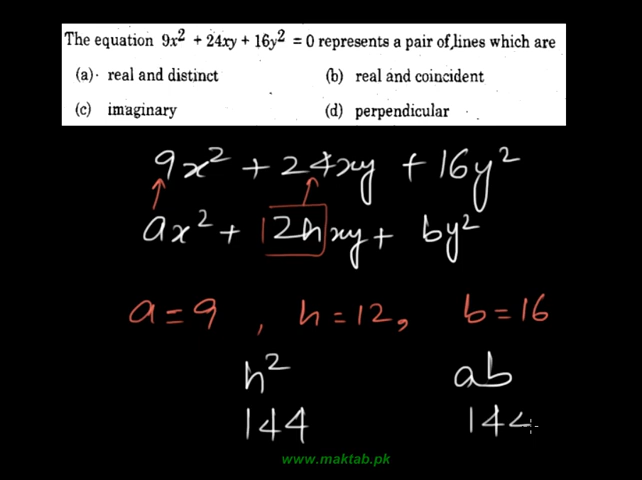 The equation 9x² + 24xy + 16y² = 0 represents a pair of lines which are
(a) real and distinct (b) real and coincident
(c) imaginary (d) perpendicular
9x² + 24xy + 16y²
ax² + 2hxy + by²
a = 9 , h = 12, b = 16
h² ab
144 144
www.maktab.pk